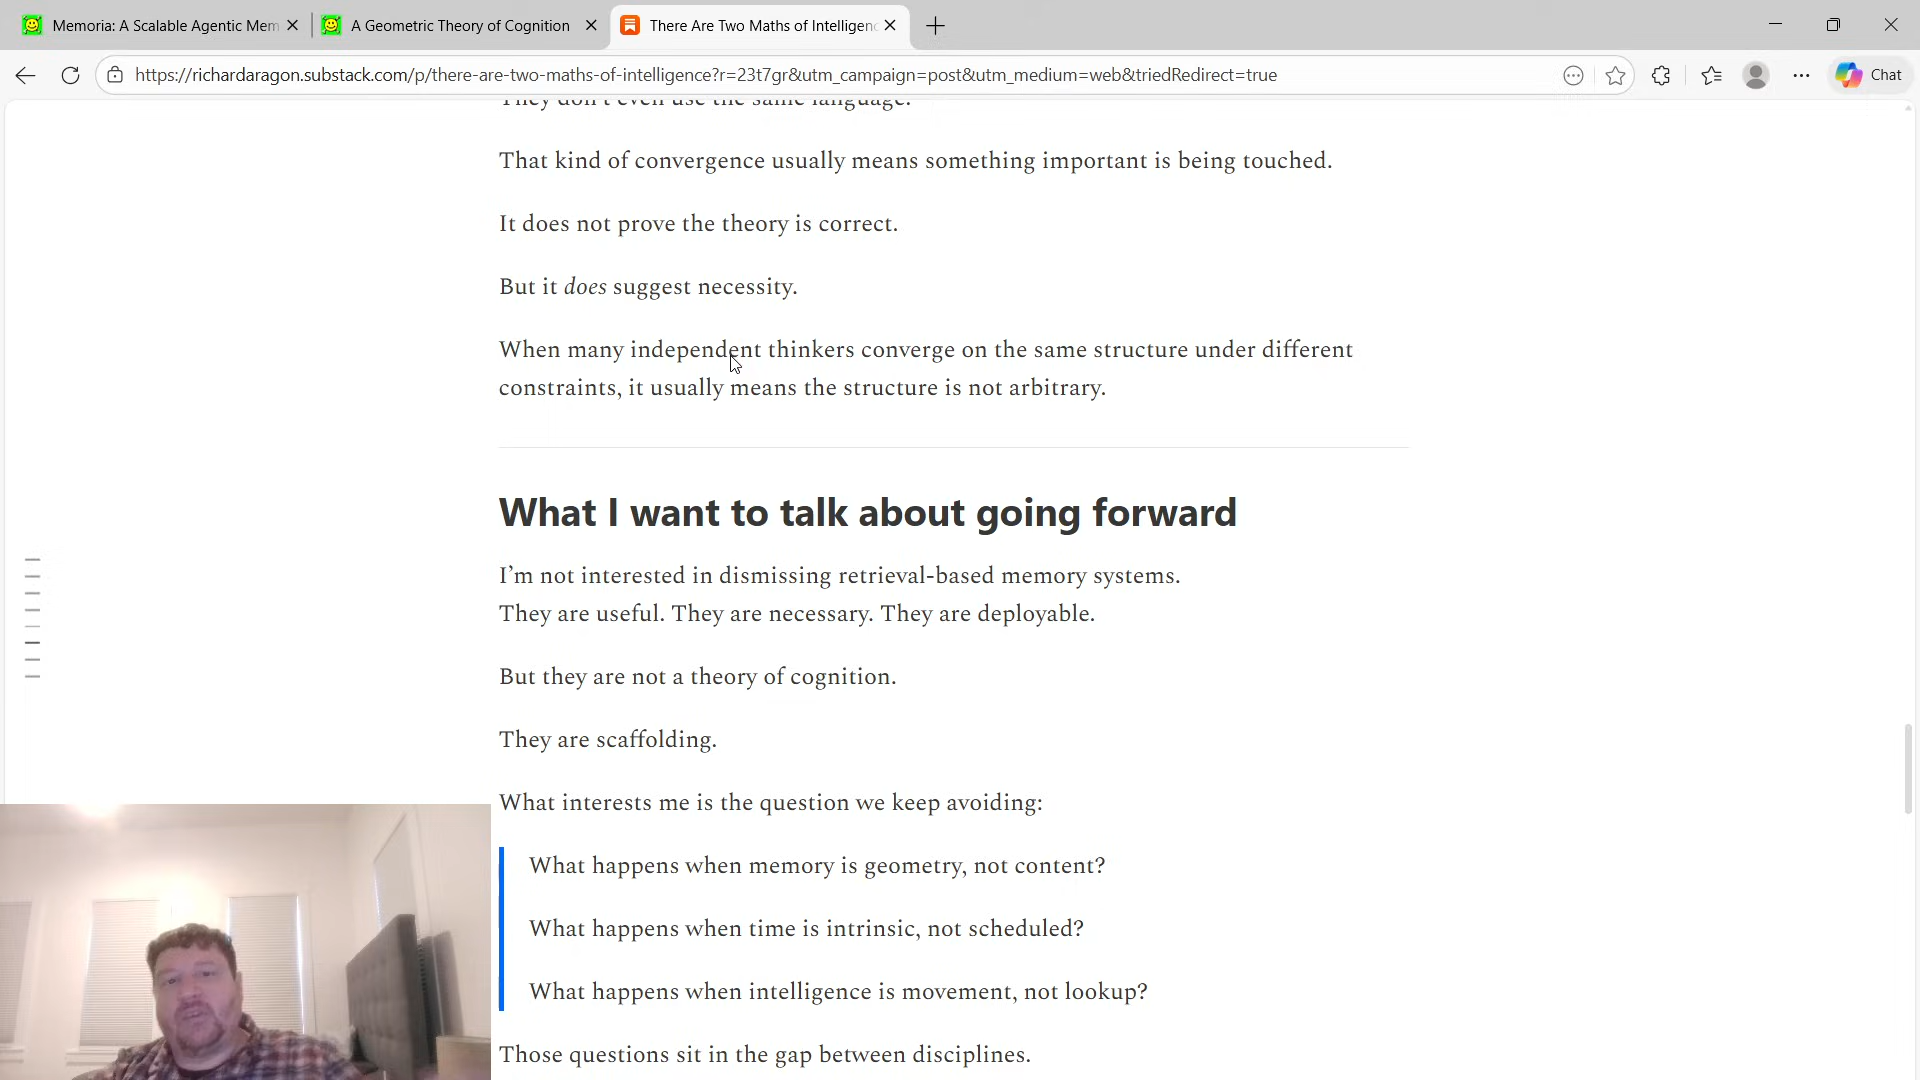 Memoria: A Scalable Agentic Mem
A Geometric Theory of Cognition
There Are Two Maths of Intelligenc
https://richardaragon.substack.com/p/there-are-two-maths-of-intelligence?r=23t7gr&utm_campaign=post&utm_medium=web&triedRedirect=true
Chat
They don't even use the same language.
That kind of convergence usually means something important is being touched.
It does not prove the theory is correct.
But it does suggest necessity.
When many independent thinkers converge on the same structure under different
constraints, it usually means the structure is not arbitrary.
What I want to talk about going forward
I'm not interested in dismissing retrieval-based memory systems.
They are useful. They are necessary. They are deployable.
But they are not a theory of cognition.
They are scaffolding.
What interests me is the question we keep avoiding:
What happens when memory is geometry, not content?
What happens when time is intrinsic, not scheduled?
What happens when intelligence is movement, not lookup?
Those questions sit in the gap between disciplines.